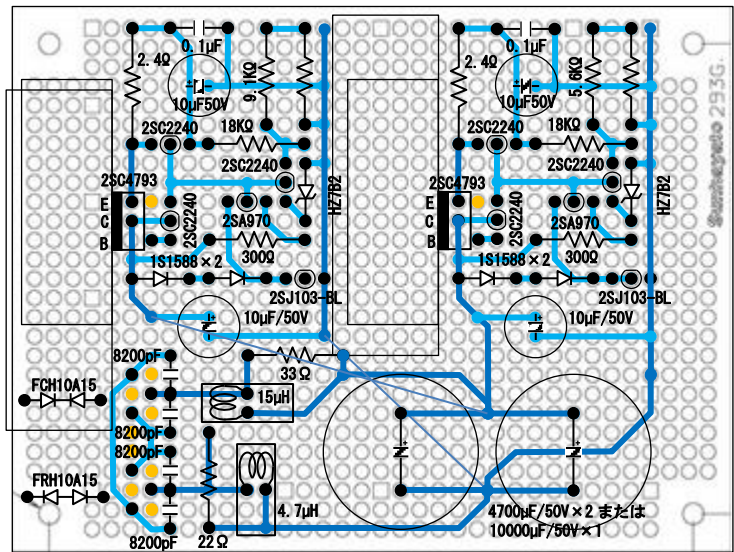 0.1μF
0.1μF
2.4Ω
2.4Ω
9.1KΩ
5.6KΩ
10μF50V
10μF50V
2SC2240
18KΩ
2SC2240
18KΩ
2SC2240
2SC2240
2SC4793
2SC4793
HZ7B2
HZ7B2
E
C
B
E
C
B
2SC2240
2SA970
2SC2240
2SA970
300Ω
300Ω
1S1588×2
1S1588×2
2SJ103-BL
2SJ103-BL
10μF/50V
10μF/50V
8200pF
33Ω
FCH10A15
15μH
8200pF
8200pF
FRH10A15
4.7μH
4700μF/50V×2 または
10000μF/50V×1
8200pF
22Ω